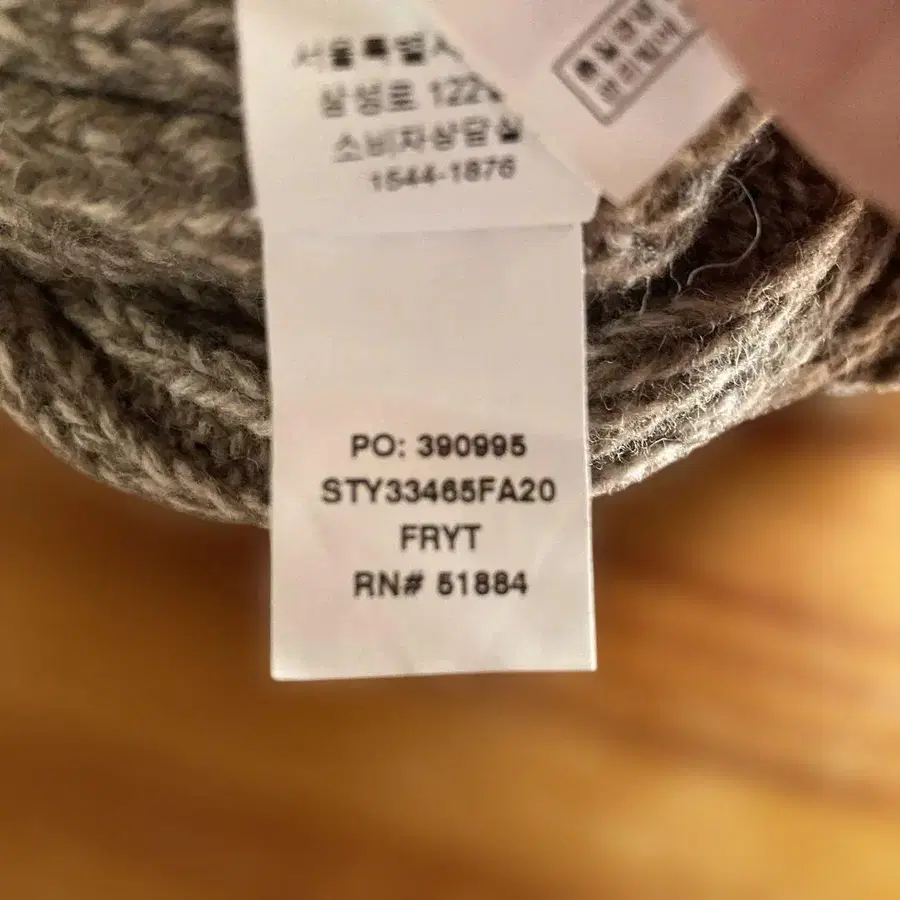 서울특별시
삼성로 122
소비자상담실
1544-1876
PO: 390995
STY33465FA20
FRYT
RN# 51884